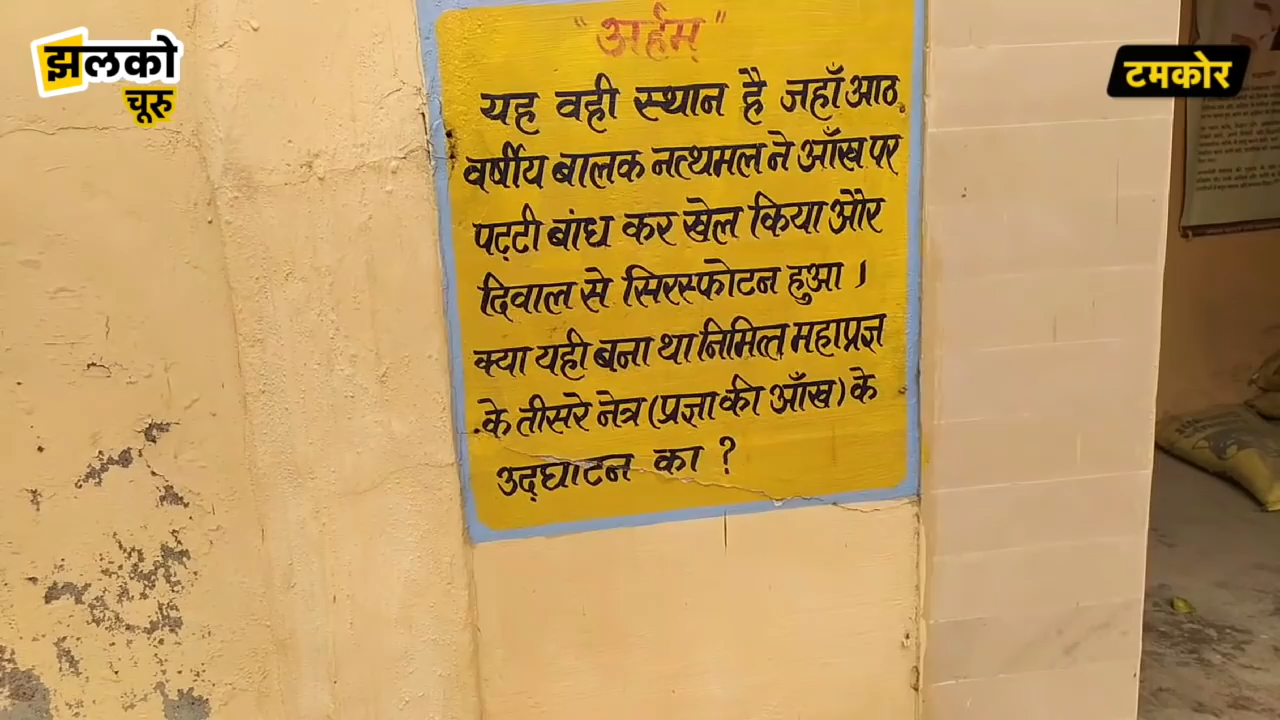 झलको
चूरू
टमकोर
"अर्हम्"
यह वही स्थान है जहाँ आठ
वर्षीय बालक नत्थमल ने आँख पर
पट्टी बांध कर खेल किया और
दिवाल से सिरस्फोटन हुआ ।
क्या यही बना था निमित्त महाप्रज्ञ
के तीसरे नेत्र (प्रज्ञा की आँख) के
उद्घाटन का ?